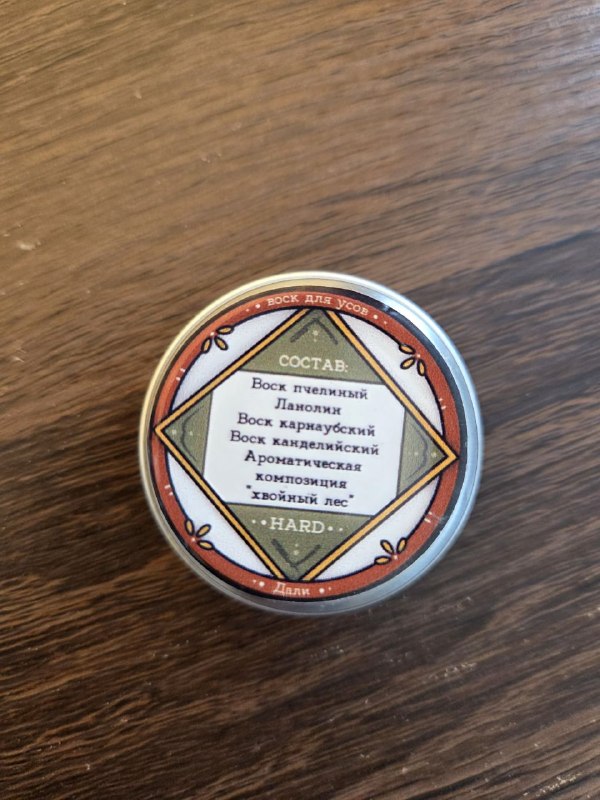 • воск для усов •
СОСТАВ:
Воск пчелиный
Ланолин
Воск карнаубский
Воск канделийский
Ароматическая
композиция
"хвойный лес"
••HARD••
• Дали •